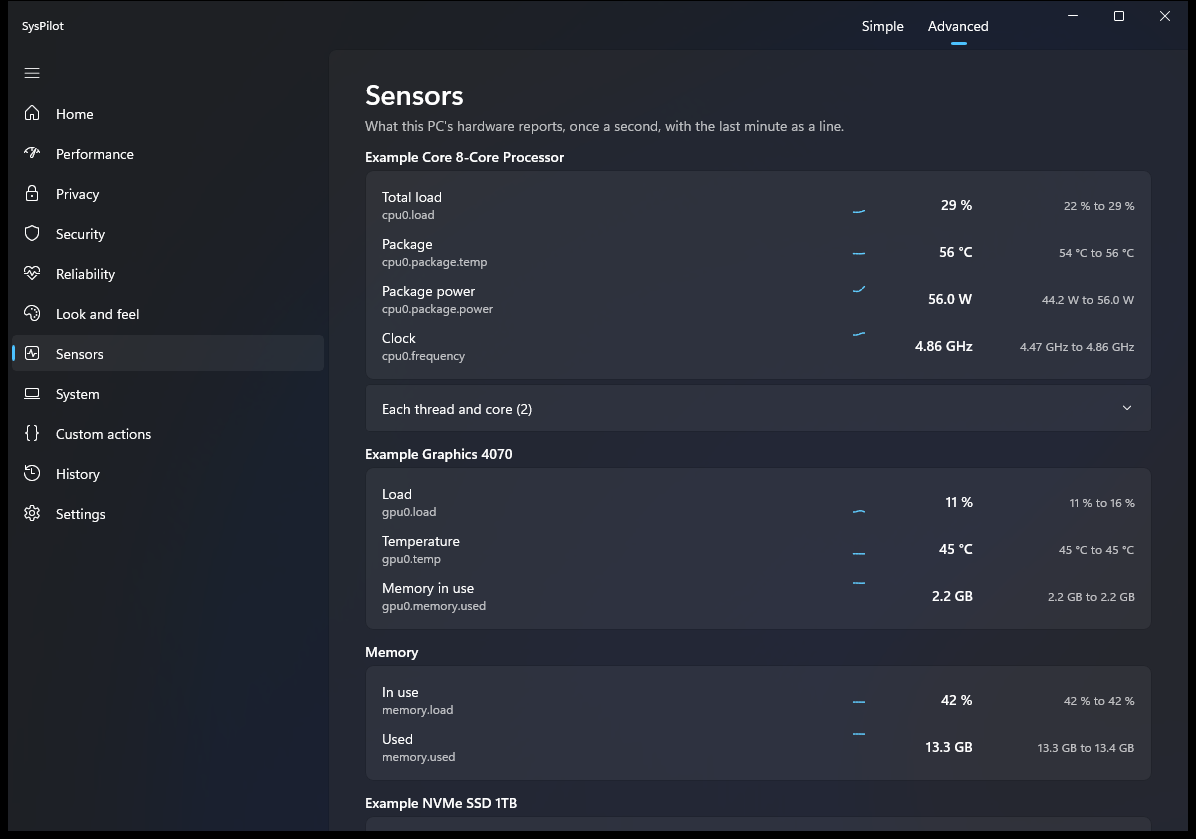 SysPilot
Simple
Advanced
Home
Performance
Privacy
Security
Reliability
Look and feel
Sensors
System
Custom actions
History
Settings
Sensors
What this PC's hardware reports, once a second, with the last minute as a line.
Example Core 8-Core Processor
Total load
cpu0.load
29 %
22 % to 29 %
Package
cpu0.package.temp
56 °C
54 °C to 56 °C
Package power
cpu0.package.power
56.0 W
44.2 W to 56.0 W
Clock
cpu0.frequency
4.86 GHz
4.47 GHz to 4.86 GHz
Each thread and core (2)
Example Graphics 4070
Load
gpu0.load
11 %
11 % to 16 %
Temperature
gpu0.temp
45 °C
45 °C to 45 °C
Memory in use
gpu0.memory.used
2.2 GB
2.2 GB to 2.2 GB
Memory
In use
memory.load
42 %
42 % to 42 %
Used
memory.used
13.3 GB
13.3 GB to 13.4 GB
Example NVMe SSD 1TB